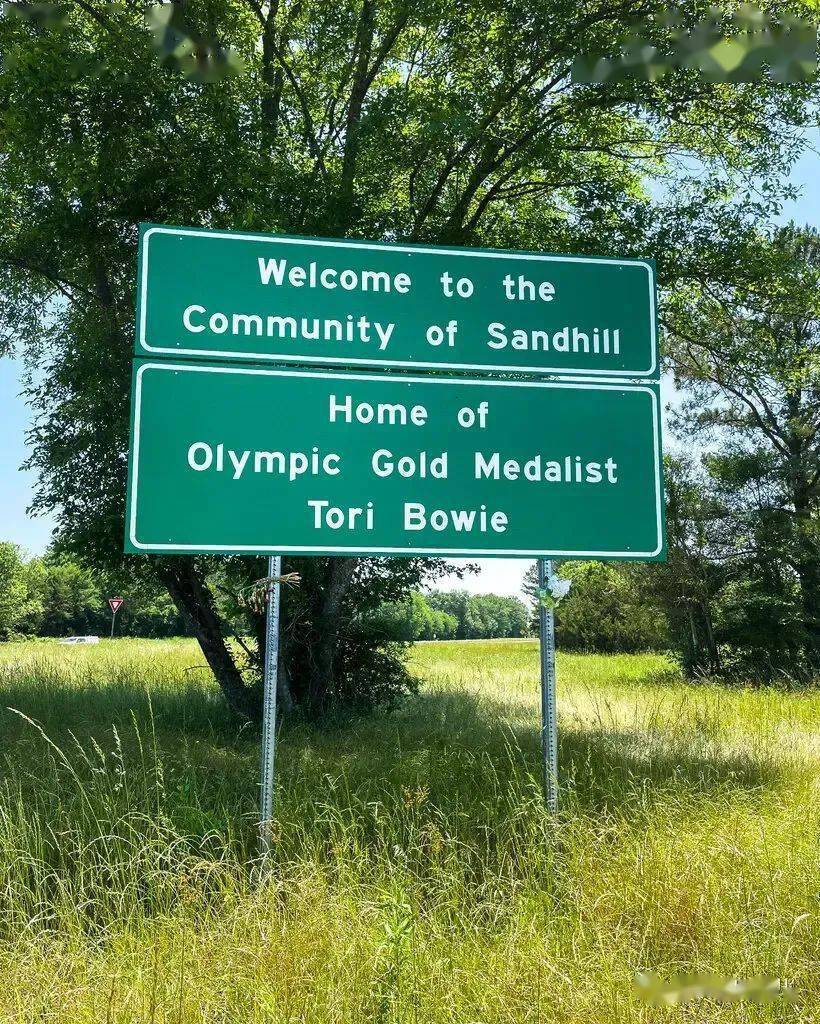 Welcome to the
Community of Sandhill
Home of
Olympic Gold Medalist
Tori Bowie